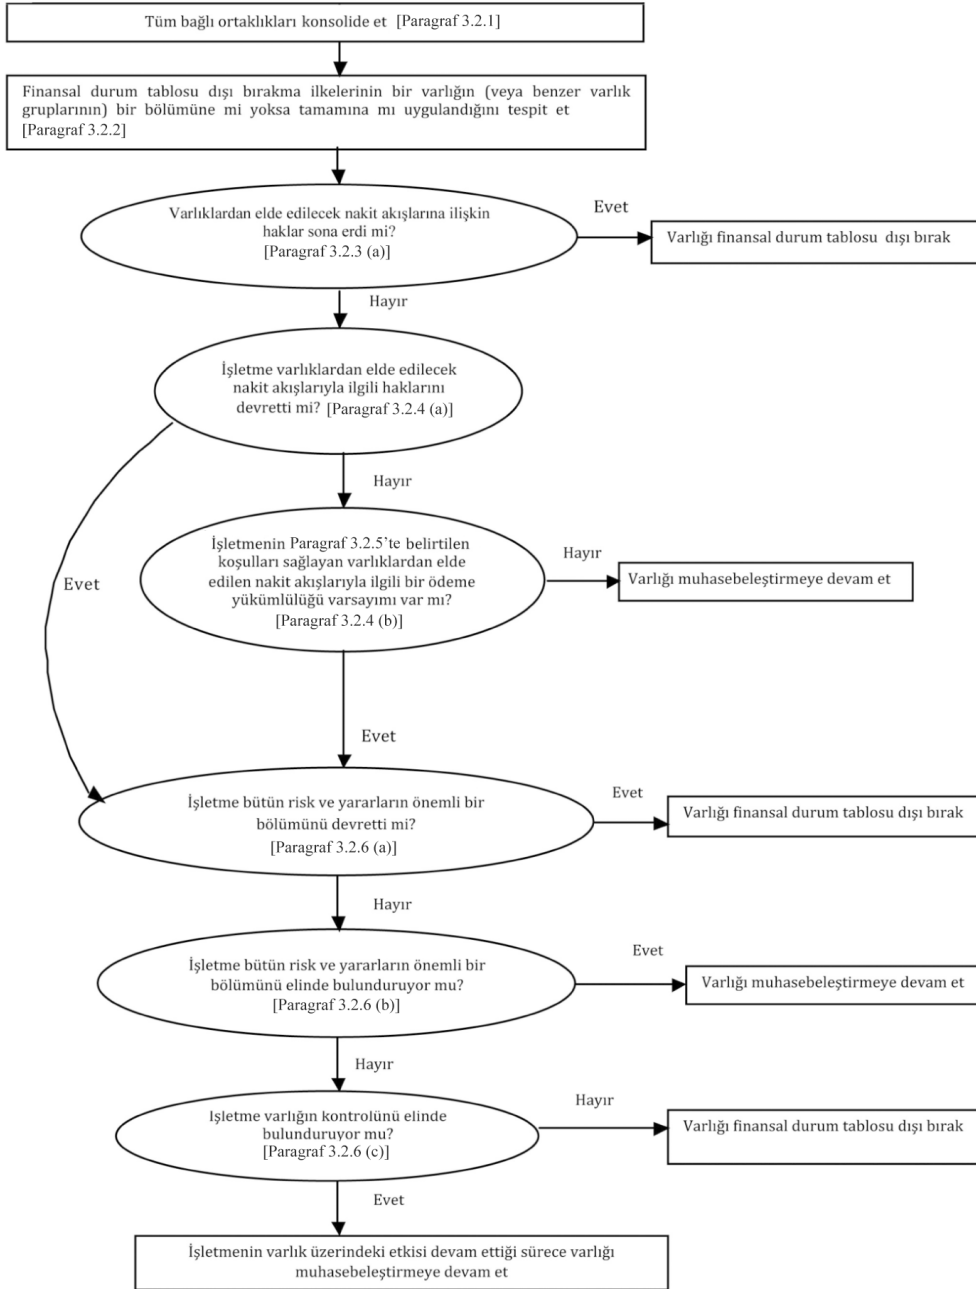 Tüm bağlı ortaklıkları konsolide et [Paragraf 3.2.1]
Finansal durum tablosu dışı bırakma ilkelerinin bir varlığın (veya benzer varlık
gruplarının) bir bölümüne mi yoksa tamamına mı uygulandığını tespit et
[Paragraf 3.2.2]
Varlıklardan elde edilecek nakit akışlarına ilişkin
haklar sona erdi mi?
[Paragraf 3.2.3 (a)]
Evet
Varlığı finansal durum tablosu dışı bırak
Hayır
İşletme varlıklardan elde edilecek
nakit akışlarıyla ilgili haklarını
devretti mi? [Paragraf 3.2.4 (a)]
Hayır
Evet
İşletmenin Paragraf 3.2.5’te belirtilen
koşulları sağlayan varlıklardan elde
edilen nakit akışlarıyla ilgili bir ödeme
yükümlülüğü varsayımı var mı?
[Paragraf 3.2.4 (b)]
Hayır
Varlığı muhasebeleştirmeye devam et
Evet
İşletme bütün risk ve yararların önemli bir
bölümünü devretti mi?
[Paragraf 3.2.6 (a)]
Evet
Varlığı finansal durum tablosu dışı bırak
Hayır
İşletme bütün risk ve yararların önemli bir
bölümünü elinde bulunduruyor mu?
[Paragraf 3.2.6 (b)]
Evet
Varlığı muhasebeleştirmeye devam et
Hayır
Işletme varlığın kontrolünü elinde
bulunduruyor mu?
[Paragraf 3.2.6 (c)]
Hayır
Varlığı finansal durum tablosu dışı bırak
Evet
İşletmenin varlık üzerindeki etkisi devam ettiği sürece varlığı
muhasebeleştirmeye devam et